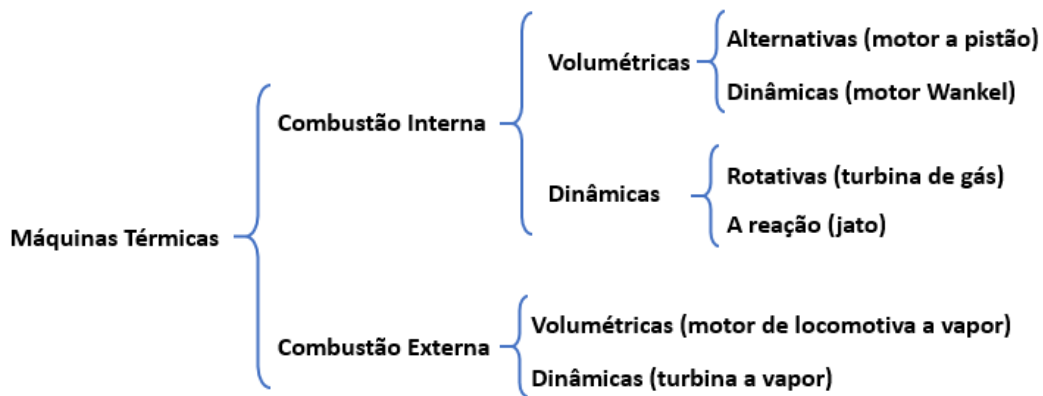 Alternativas (motor a pistão)
Volumétricas
Dinâmicas (motor Wankel)
Combustão Interna
Rotativas (turbina de gás)
Dinâmicas
A reação (jato)
Máquinas Térmicas
Volumétricas (motor de locomotiva a vapor)
Combustão Externa
Dinâmicas (turbina a vapor)